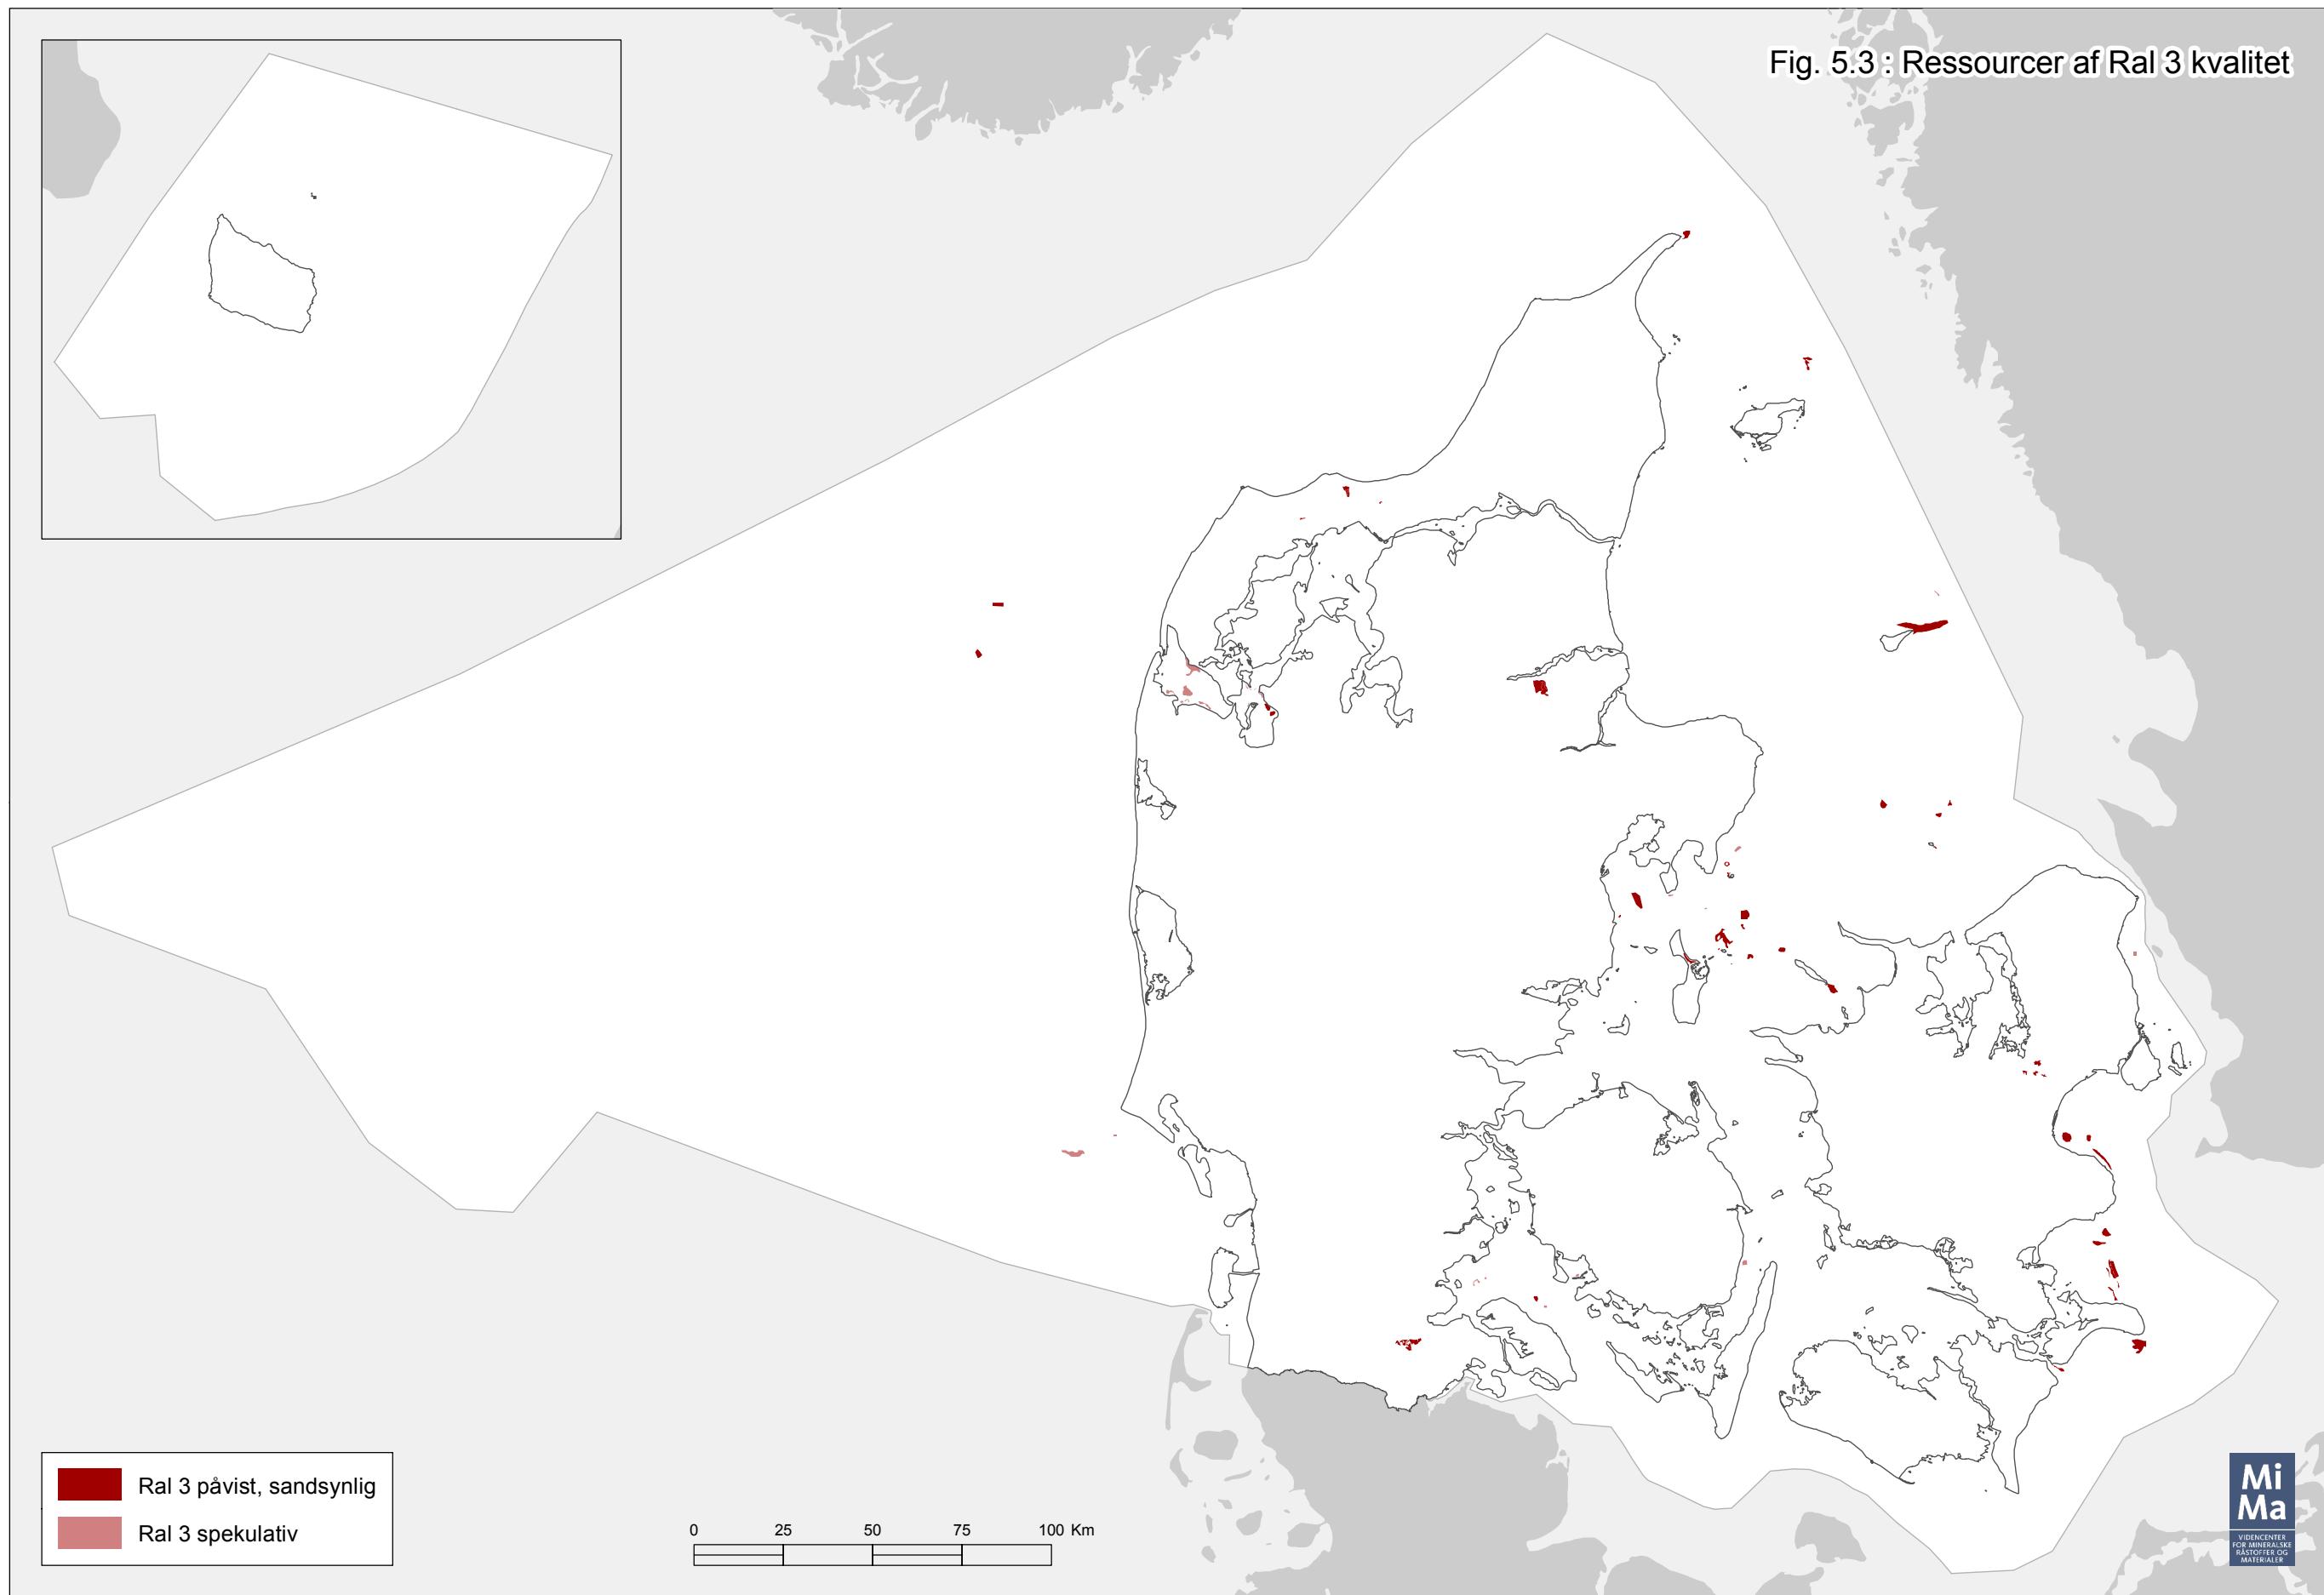 Fig. 5.3 : Ressourcer af Ral 3 kvalitet
Ral 3 påvist, sandsynlig
Ral 3 spekulativ
0 25 50 75 100 Km
Mi
Ma
VIDENCENTER
FOR MINERALSKE
RÅSTOFFER OG
MATERIALER